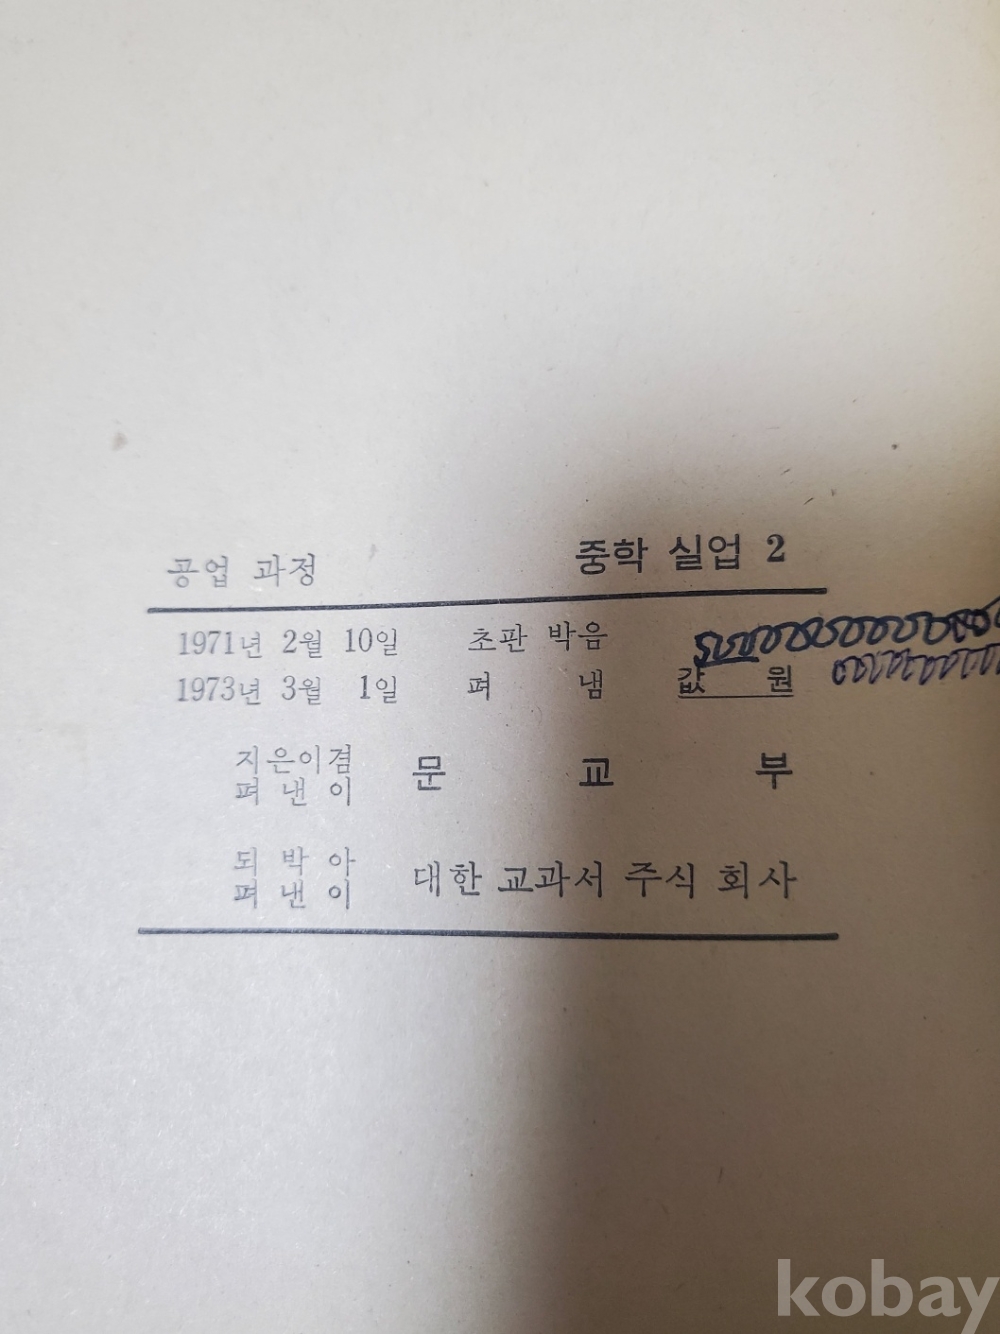 공업 과정 중학 실업 2
1971년 2월 10일 초판 박음
1973년 3월 1일 펴 냄 값 원
지은이겸
펴 낸 이 문 교 부
되 박 아
펴 낸 이 대한 교과서 주식 회사
kobay